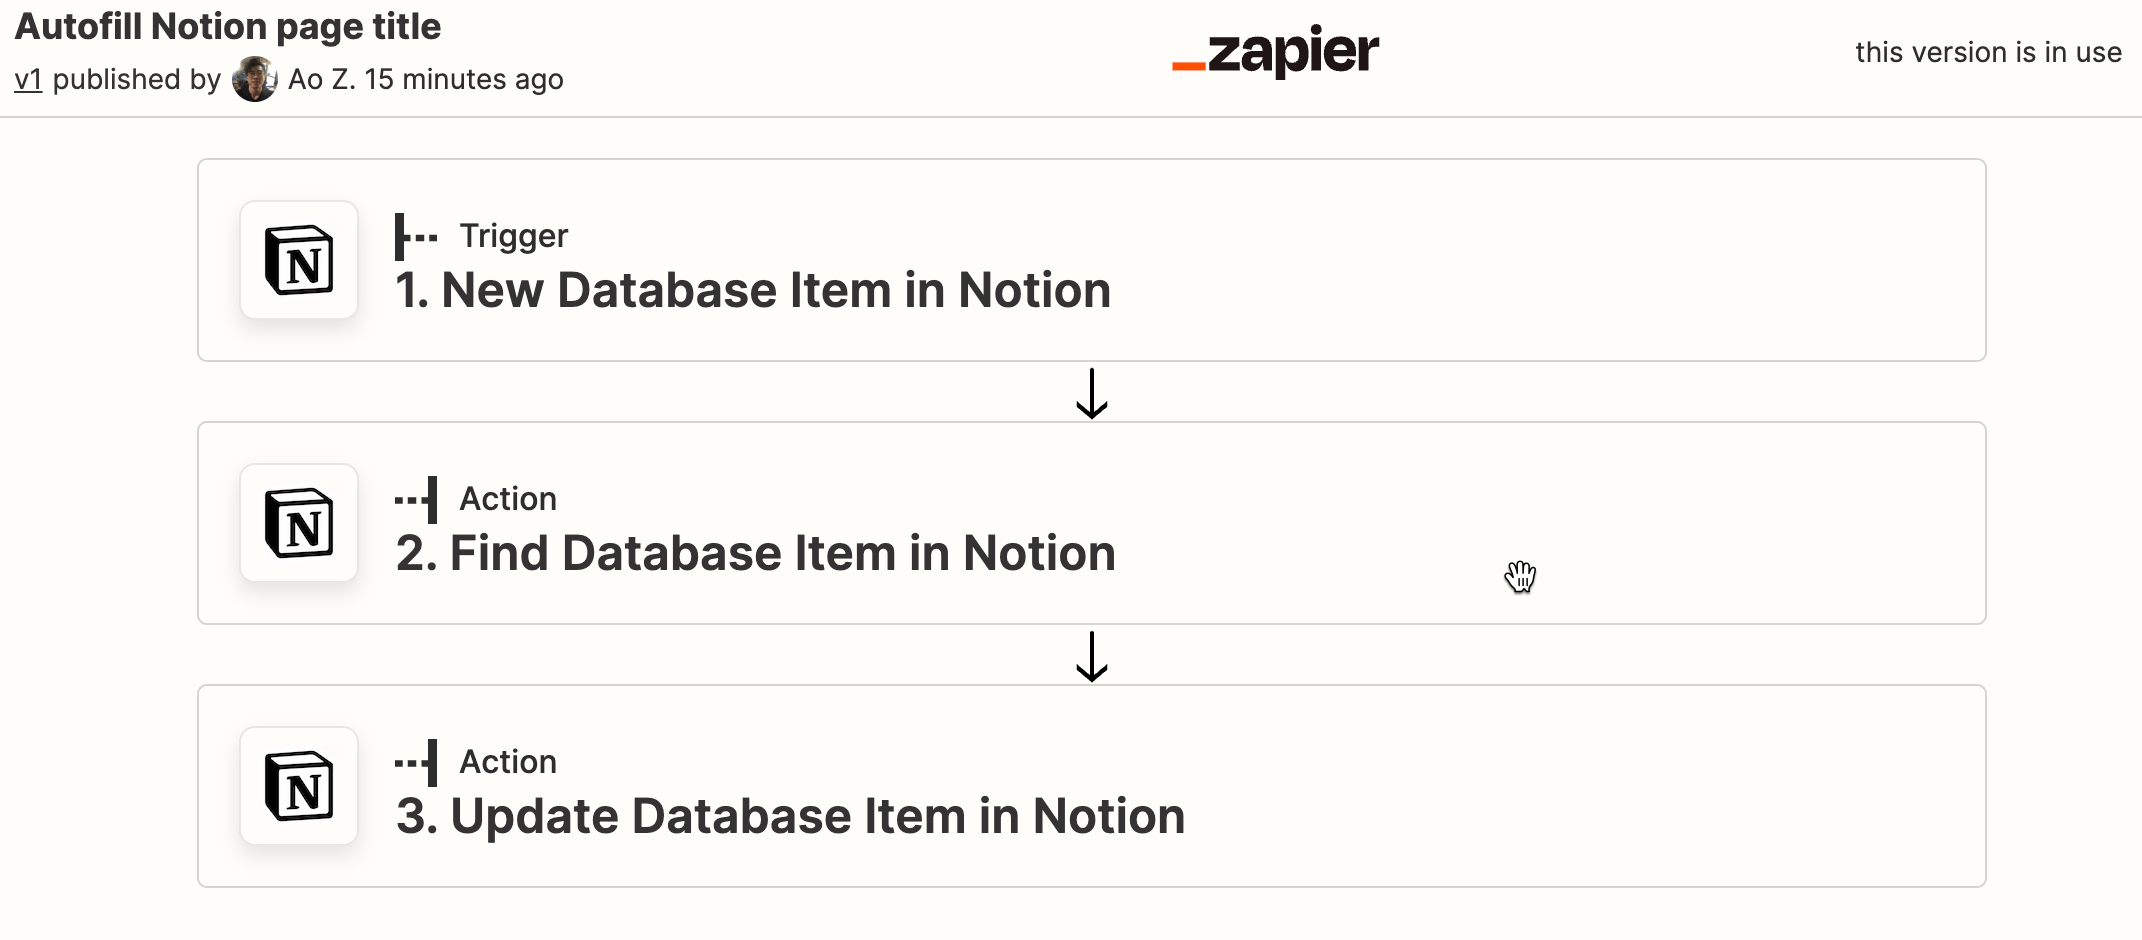 Autofill Notion page title
v1 published by Ao Z. 15 minutes ago
zapier
this version is in use
Trigger
1. New Database Item in Notion
Action
2. Find Database Item in Notion
Action
3. Update Database Item in Notion